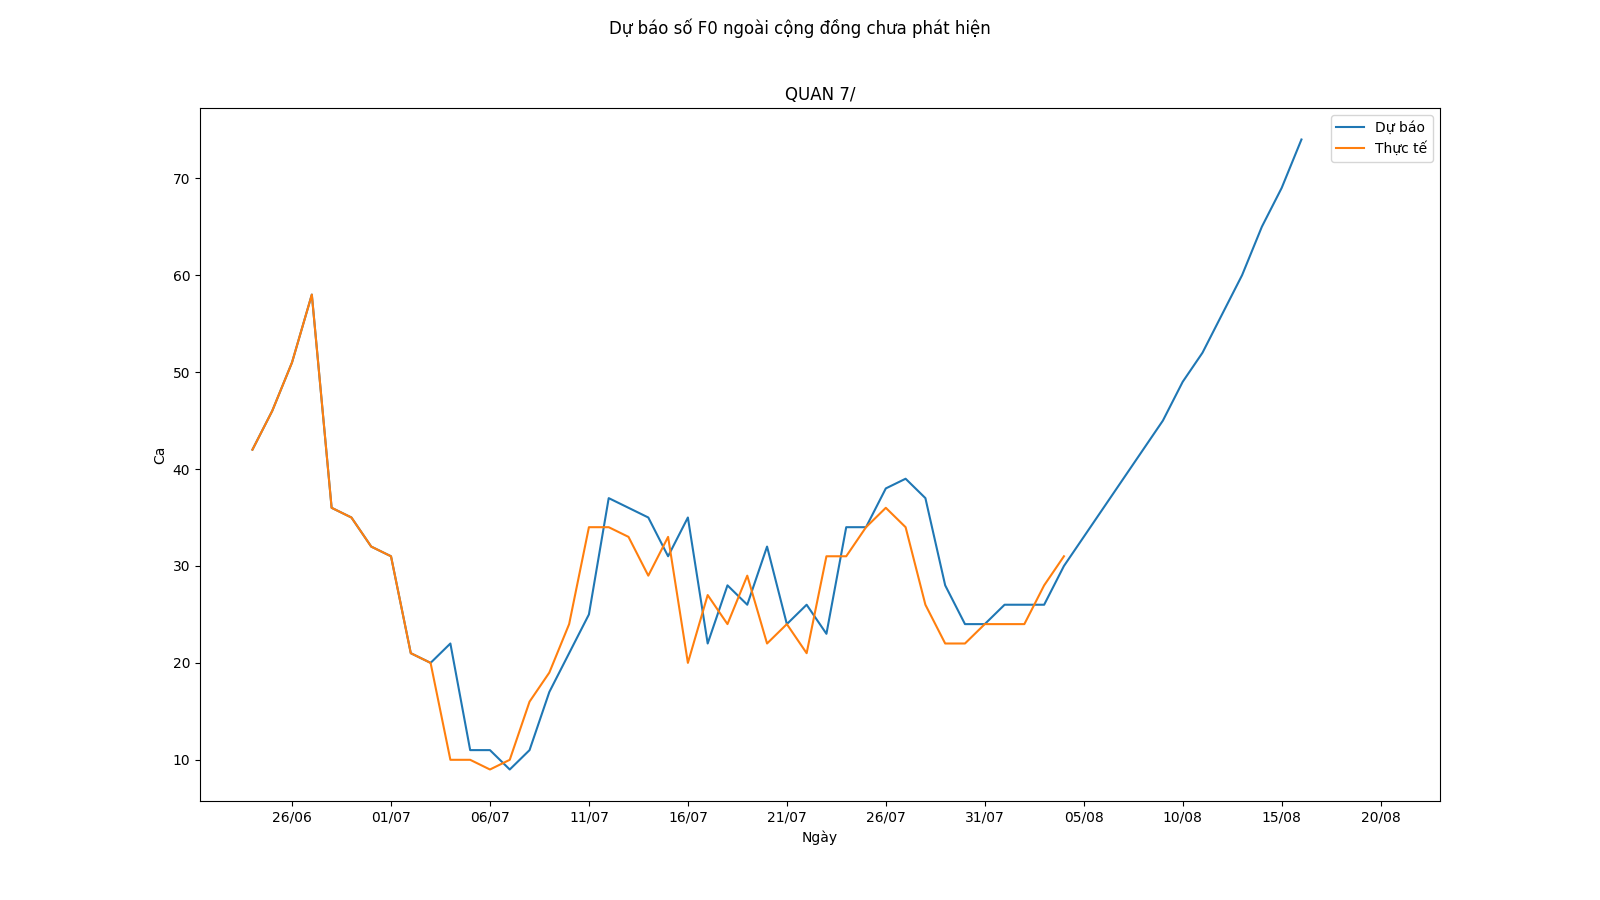 Dự báo số F0 ngoài cộng đồng chưa phát hiện
QUAN 7/
Dự báo
Thực tế
70
60
50
40
30
20
10
Ca
26/06 01/07 06/07 11/07 16/07 21/07 26/07 31/07 05/08 10/08 15/08 20/08
Ngày